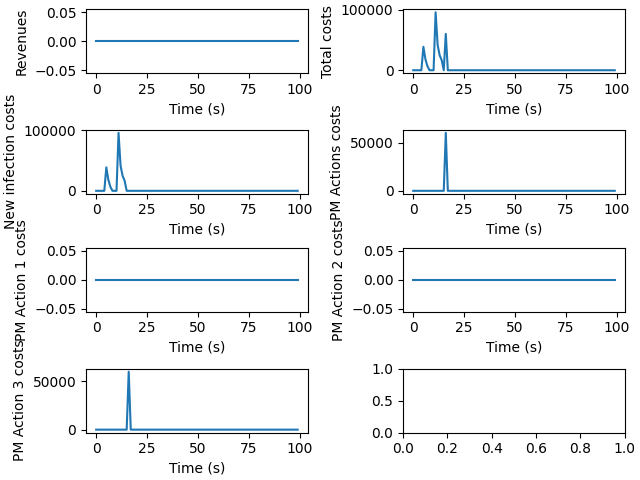 Revenues
0.05
0.00
−0.05
0 25 50 75 100
Time (s)
Total costs
100000
0
0 25 50 75 100
Time (s)
New infection costs
100000
0
0 25 50 75 100
Time (s)
PM Actions costs
50000
0
0 25 50 75 100
Time (s)
PM Action 1 costs
0.05
0.00
−0.05
0 25 50 75 100
Time (s)
PM Action 2 costs
0.05
0.00
−0.05
0 25 50 75 100
Time (s)
PM Action 3 costs
50000
0
0 25 50 75 100
Time (s)
1.0
0.5
0.0
0.0 0.2 0.4 0.6 0.8 1.0